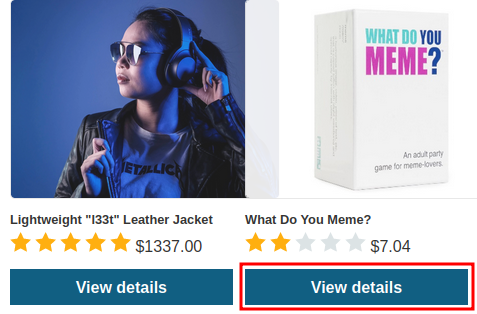 METALLICA
WHAT DO YOU
MEME?
An adult party
game for meme-lovers.
Lightweight "l33t" Leather Jacket
$1337.00
View details
What Do You Meme?
$7.04
View details